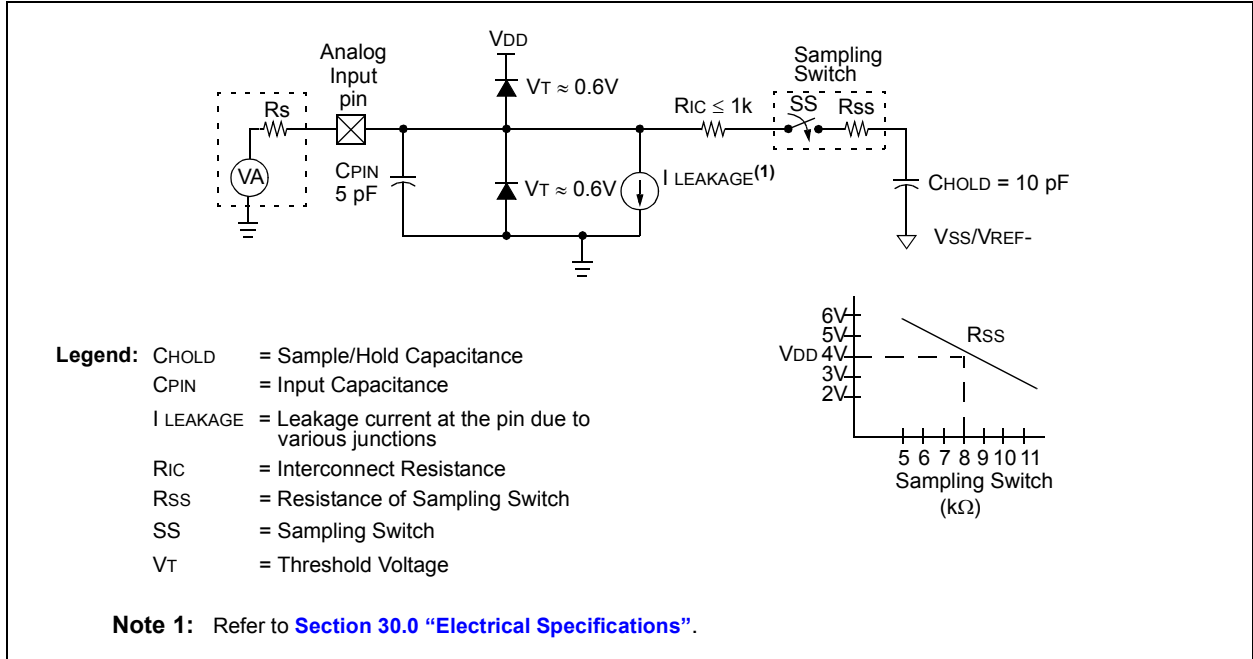 VDD
Analog
Input
pin
Sampling
Switch
VT ≈ 0.6V
Rs
RIC ≤ 1k
SS
Rss
VA
CPIN
5 pF
VT ≈ 0.6V
I LEAKAGE(1)
CHOLD = 10 pF
VSS/VREF-
6V
5V
VDD 4V
3V
2V
RSS
5 6 7 8 9 10 11
Sampling Switch
(kΩ)
Legend: CHOLD = Sample/Hold Capacitance
CPIN = Input Capacitance
I LEAKAGE = Leakage current at the pin due to
various junctions
RIC = Interconnect Resistance
RSS = Resistance of Sampling Switch
SS = Sampling Switch
VT = Threshold Voltage
Note 1: Refer to Section 30.0 “Electrical Specifications”.